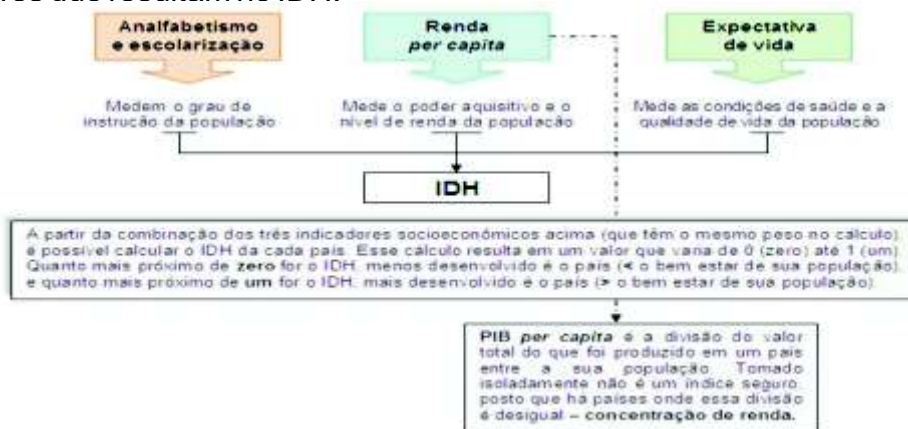 que resultam no IDH.
Analfabetismo
e escolarização
Renda
per capita
Expectativa
de vida
Medem o grau de
instrução da população
Mede o poder aquisitivo e o
nível de renda da população
Mede as condições de saúde e a
qualidade de vida da população
IDH
A partir da combinação dos três indicadores socioeconômicos acima (que têm o mesmo peso no cálculo)
é possível calcular o IDH da cada país. Esse cálculo resulta em um valor que varia de 0 (zero) até 1 (um).
Quanto mais próximo de zero for o IDH, menos desenvolvido é o país (< o bem estar de sua população),
e quanto mais próximo de um for o IDH, mais desenvolvido é o país (> o bem estar de sua população)
PIB per capita é a divisão do valor
total do que foi produzido em um país
entre a sua população. Tomado
isoladamente não é um índice seguro,
posto que há países onde essa divisão
é desigual – concentração de renda.